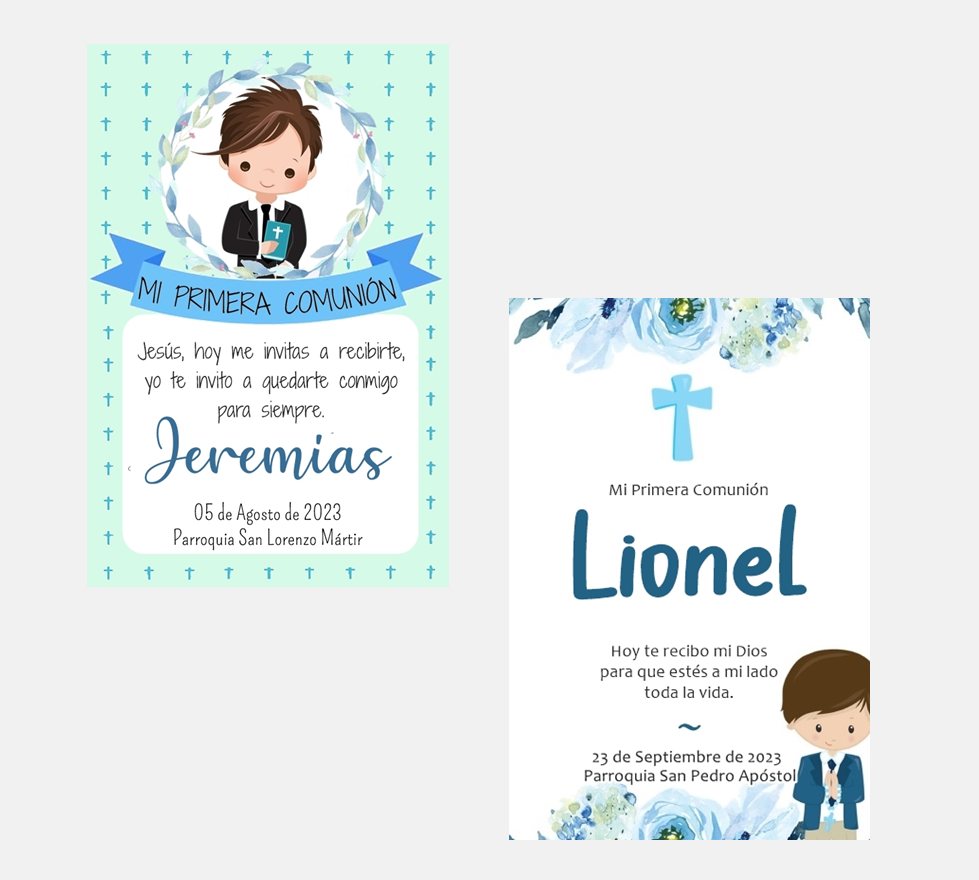 MI PRIMERA COMUNIÓN
Jesús, hoy me invitas a recibirte,
yo te invito a quedarte conmigo
para siempre.
Jeremías
05 de Agosto de 2023
Parroquia San Lorenzo Mártir
Mi Primera Comunión
Lionel
Hoy te recibo mi Dios
para que estés a mi lado
toda la vida.
~
23 de Septiembre de 2023
Parroquia San Pedro Apóstol